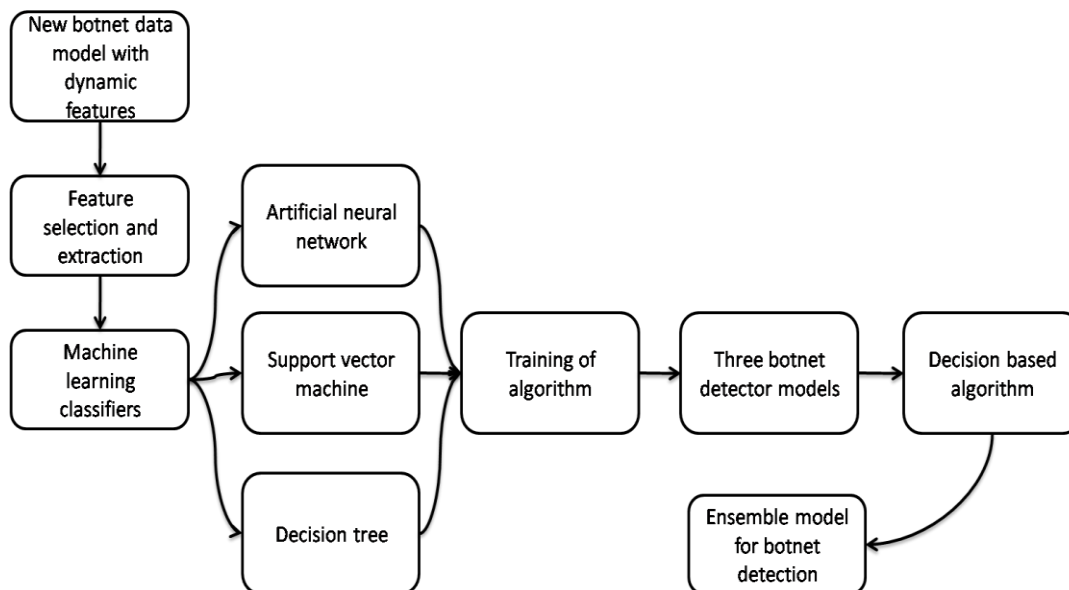 New botnet data
model with
dynamic
features
Feature
selection and
extraction
Machine
learning
classifiers
Artificial neural
network
Support vector
machine
Decision tree
Training of
algorithm
Three botnet
detector models
Decision based
algorithm
Ensemble model
for botnet
detection